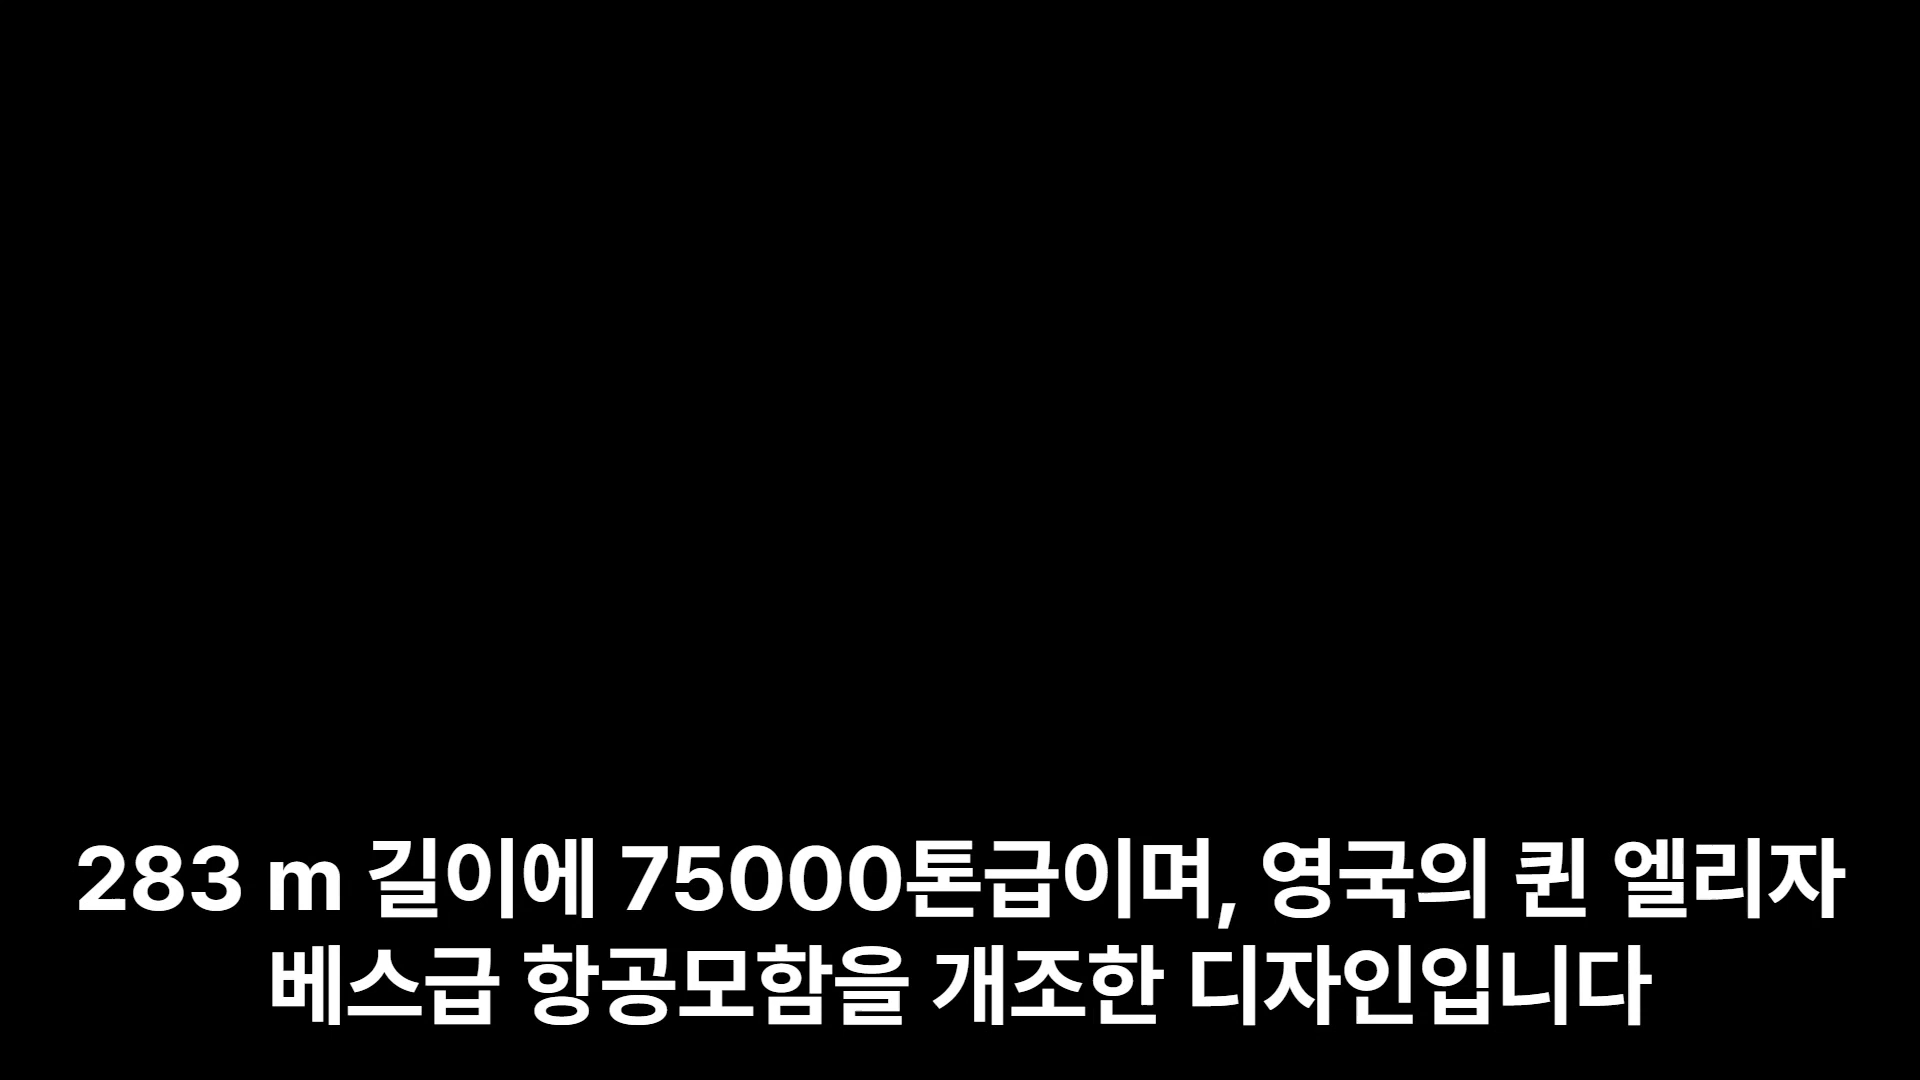 283 m 길이에 75000톤급이며, 영국의 퀸 엘리자
베스급 항공모함을 개조한 디자인입니다